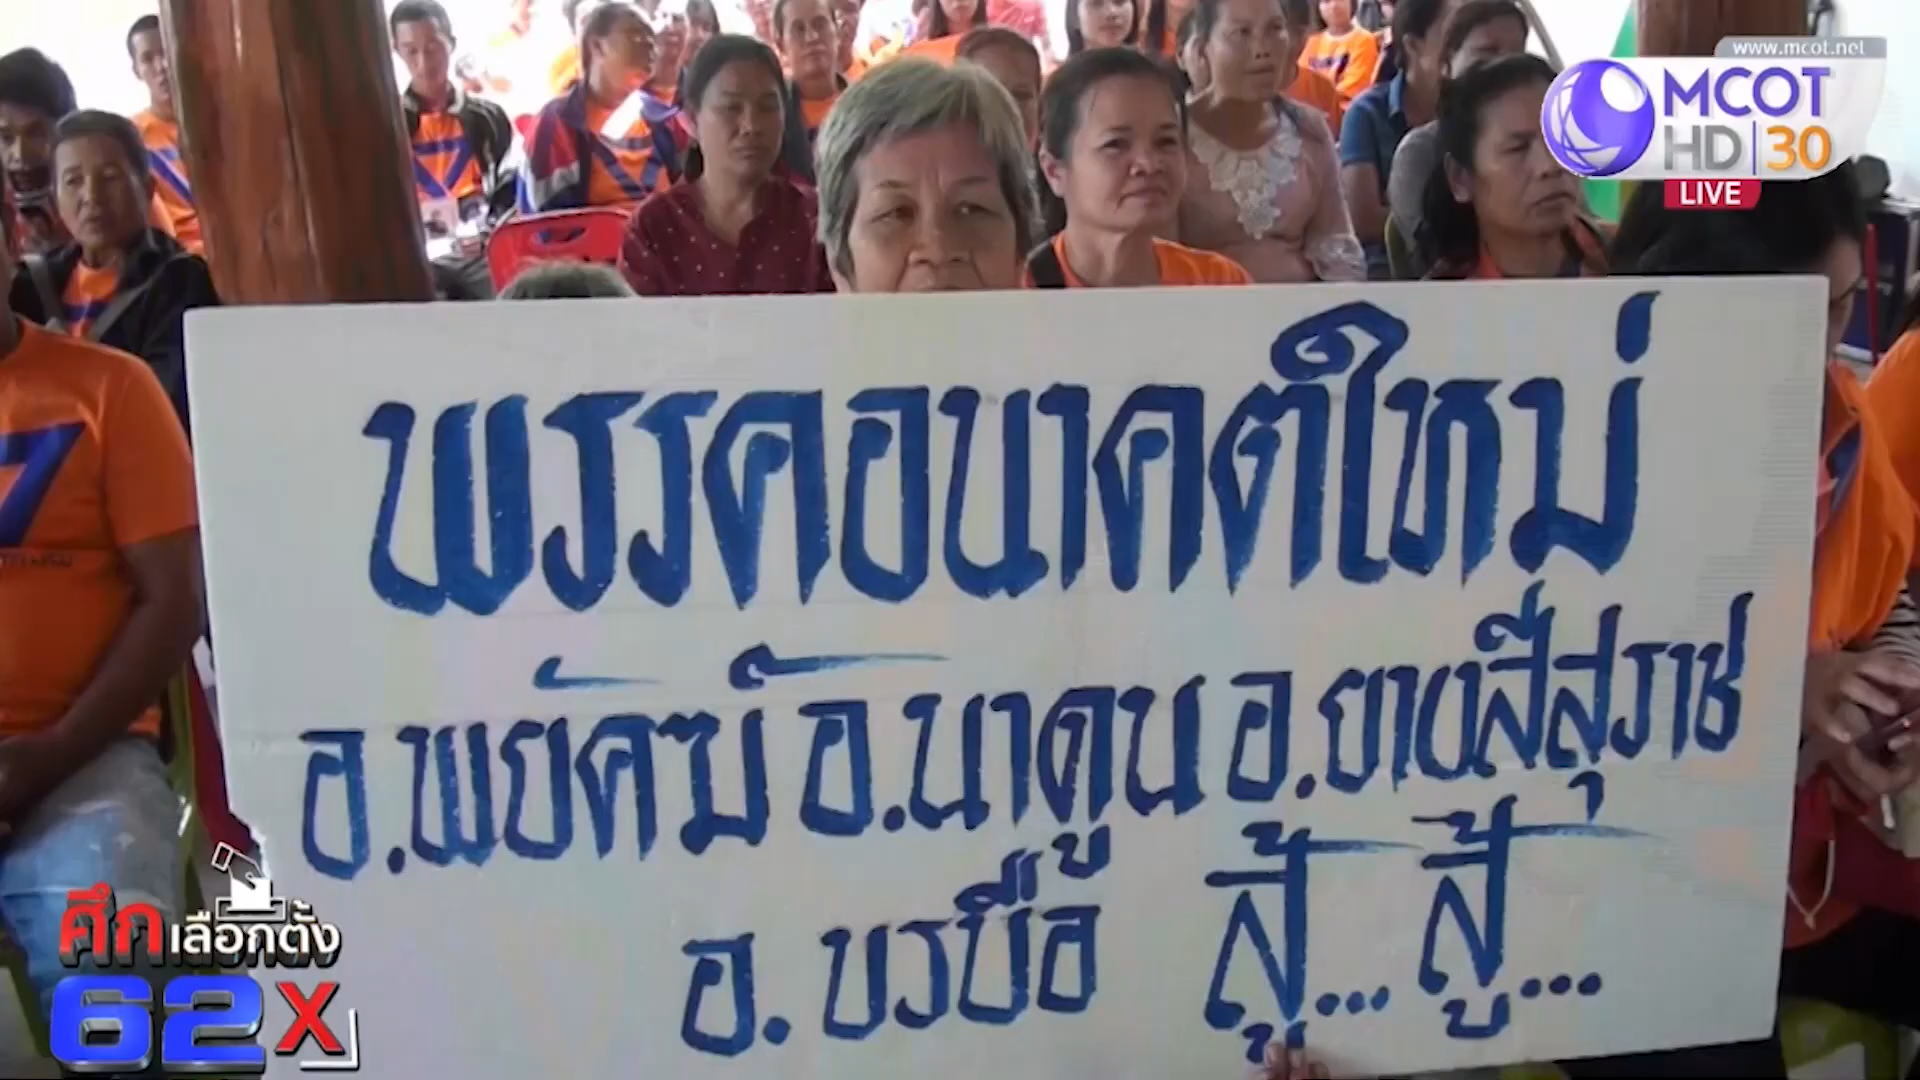 www.mcot.net
MCOT
HD 30
LIVE
พรรคอนาคตใหม่
อ.พยัคฆ์ อ.นาดูน อ.ยางสีสุราช
อ.บรบือ สู้... สู้...
ศึกเลือกตั้ง
62X